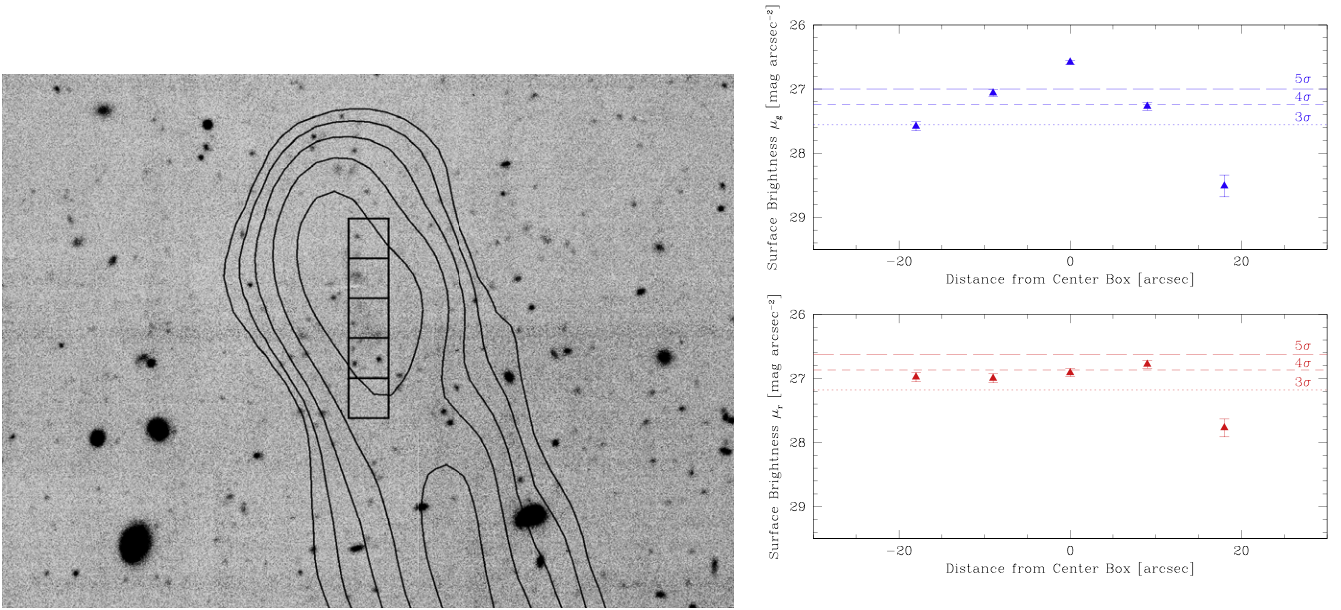 26
27
28
29
5σ
4σ
3σ
Surface Brightness μg [mag arcsec⁻²]
-20
0
20
Distance from Center Box [arcsec]
26
27
28
29
5σ
4σ
3σ
Surface Brightness μr [mag arcsec⁻²]
-20
0
20
Distance from Center Box [arcsec]